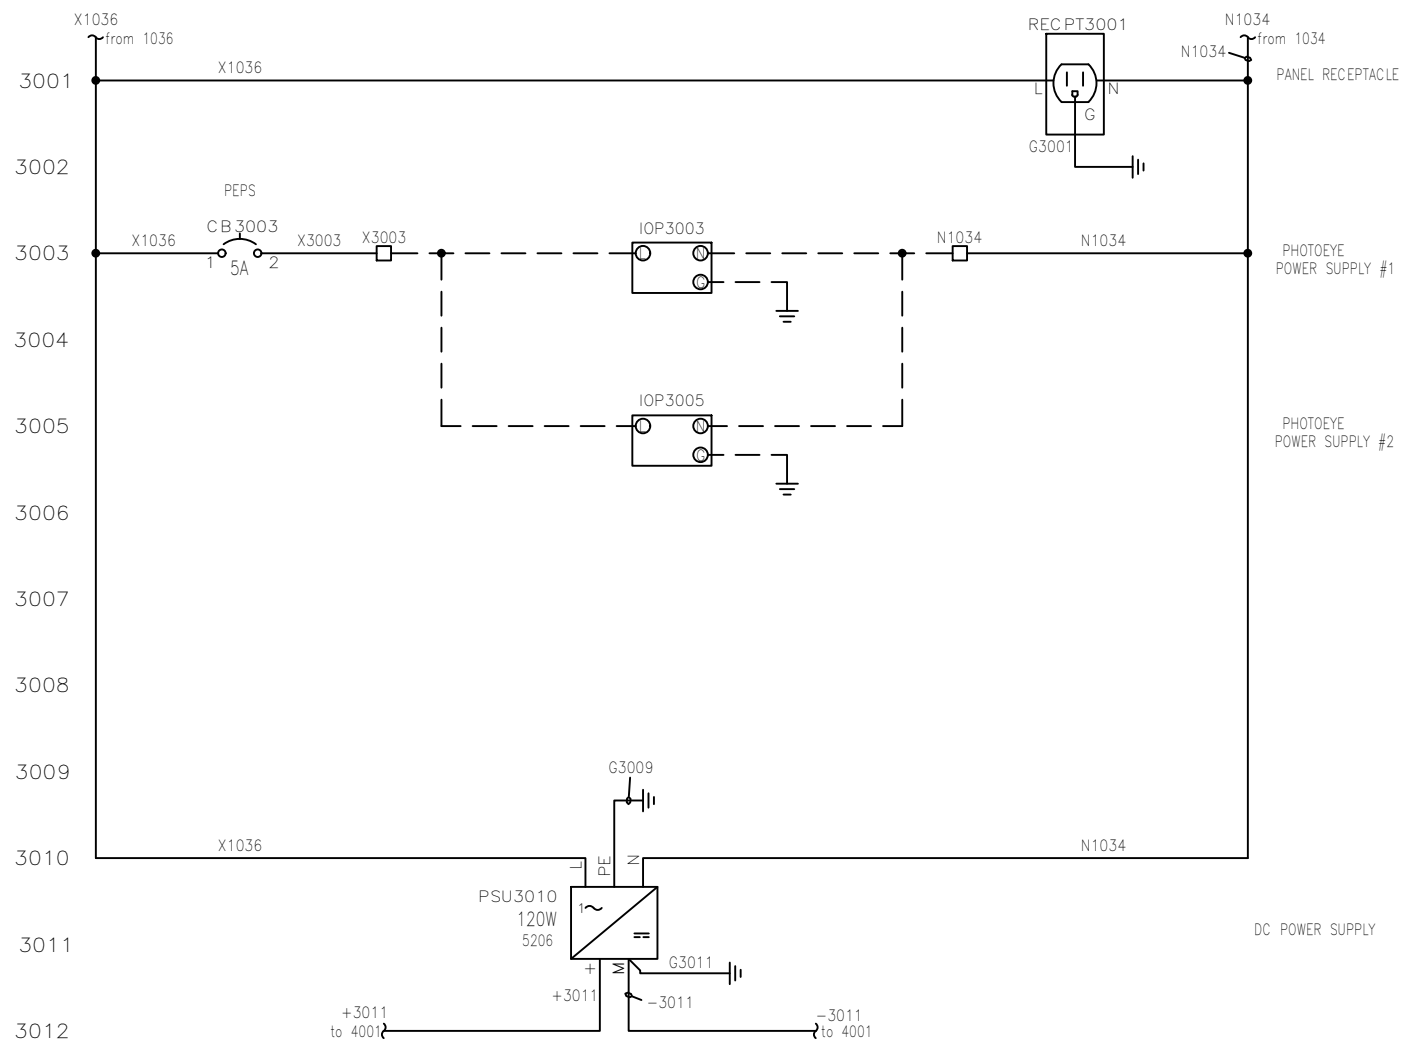 X1036
from 1036
RECPT3001
N1034
from 1034
N1034
3001
X1036
L
N
G
PANEL RECEPTACLE
G3001
3002
PEPS
CB3003
3003
X1036
1
5A
2
X3003
X3003
IOP3003
L
N
G
N1034
N1034
PHOTOEYE
POWER SUPPLY #1
3004
IOP3005
3005
L
N
G
PHOTOEYE
POWER SUPPLY #2
3006
3007
3008
3009
G3009
3010
X1036
L
PE
N
N1034
PSU3010
120W
5206
1~
3011
DC POWER SUPPLY
+
M
G3011
+3011
-3011
3012
+3011
to 4001
-3011
to 4001